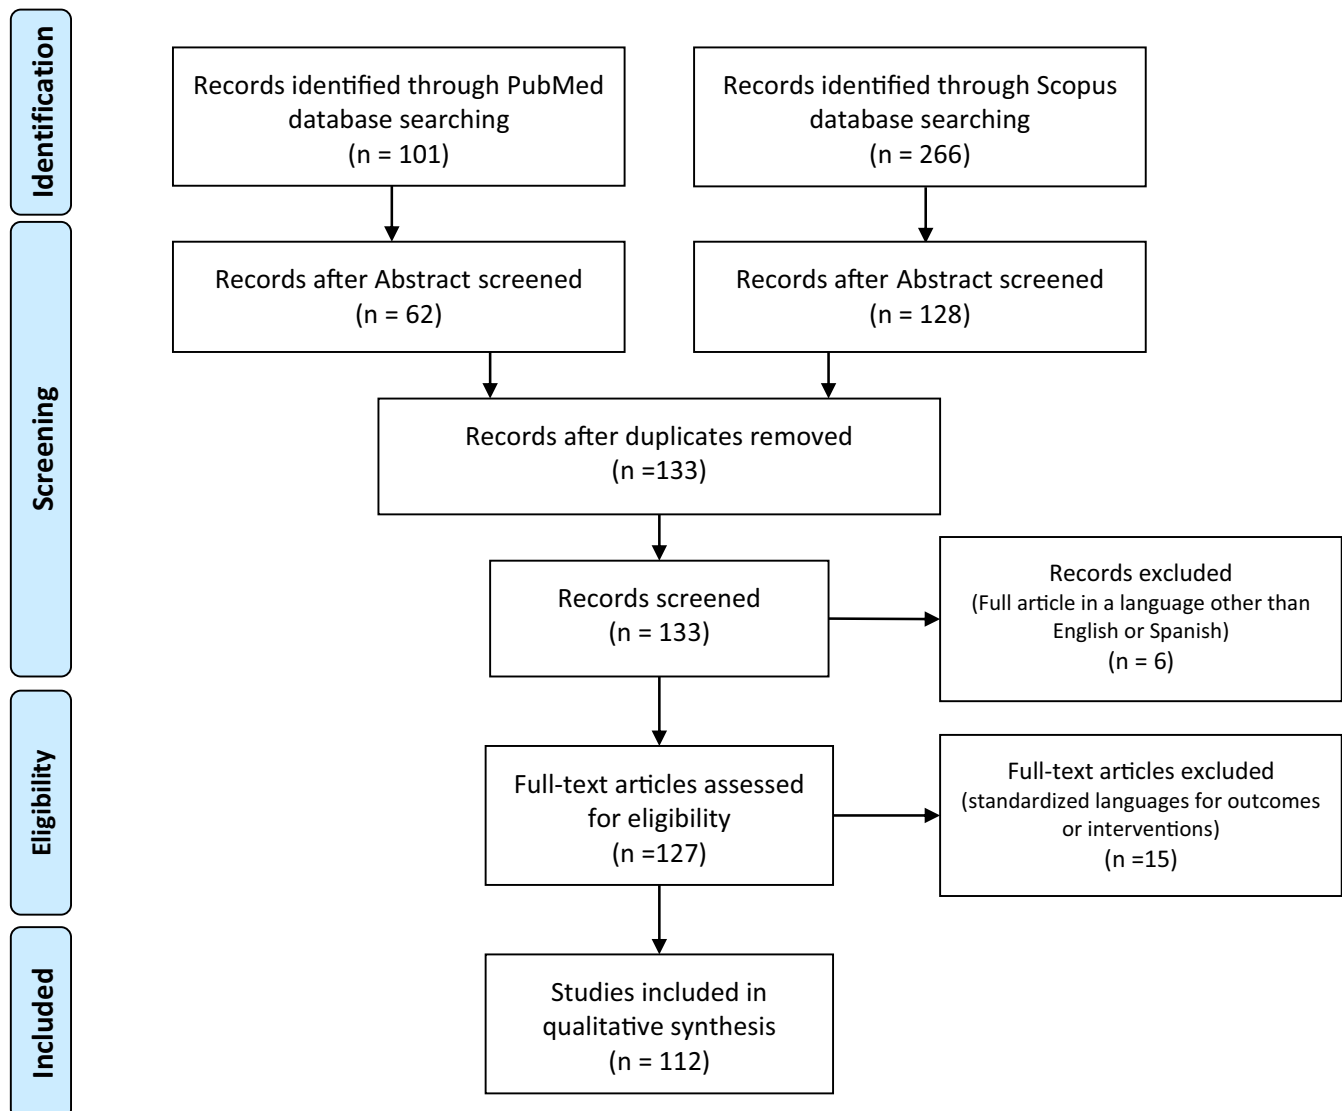 Identification
Records identified through PubMed
database searching
(n = 101)
Records identified through Scopus
database searching
(n = 266)
Screening
Records after Abstract screened
(n = 62)
Records after Abstract screened
(n = 128)
Records after duplicates removed
(n =133)
Records screened
(n = 133)
Records excluded
(Full article in a language other than
English or Spanish)
(n = 6)
Eligibility
Full-text articles assessed
for eligibility
(n =127)
Full-text articles excluded
(standardized languages for outcomes
or interventions)
(n =15)
Included
Studies included in
qualitative synthesis
(n = 112)